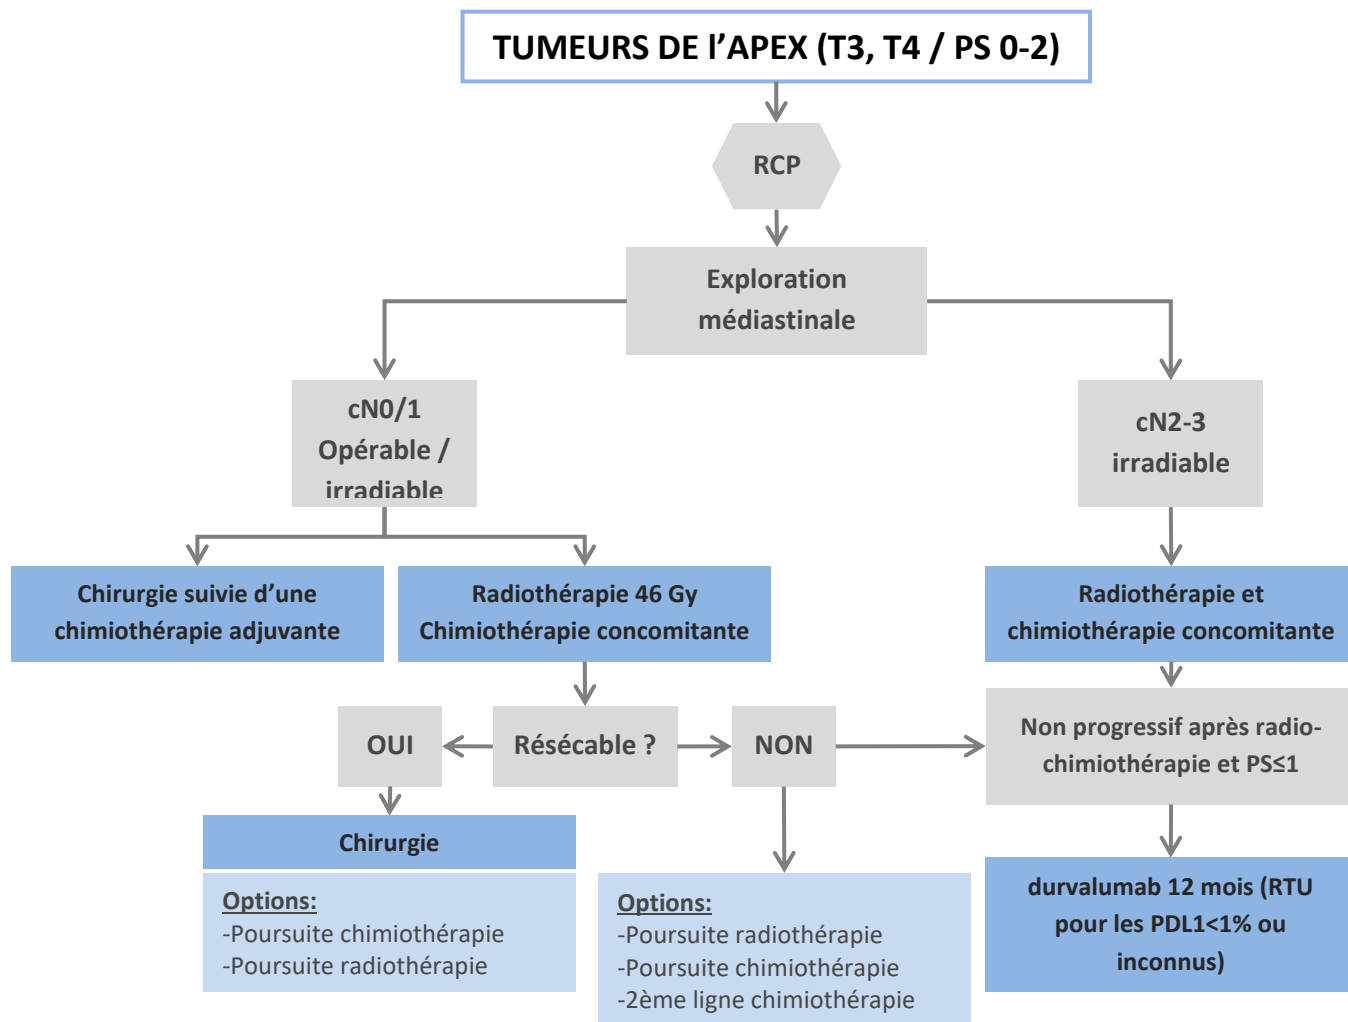 TUMEURS DE l'APEX (T3, T4 / PS 0-2)
RCP
Exploration
médiastinale
cN0/1
Opérable /
irradiable
cN2-3
irradiable
Chirurgie suivie d'une
chimiothérapie adjuvante
Radiothérapie 46 Gy
Chimiothérapie concomitante
Radiothérapie et
chimiothérapie concomitante
OUI
Résécable ?
NON
Non progressif après radio-
chimiothérapie et PS≤1
Chirurgie
Options:
-Poursuite chimiothérapie
-Poursuite radiothérapie
Options:
-Poursuite radiothérapie
-Poursuite chimiothérapie
-2ème ligne chimiothérapie
durvalumab 12 mois (RTU
pour les PDL1<1% ou
inconnus)